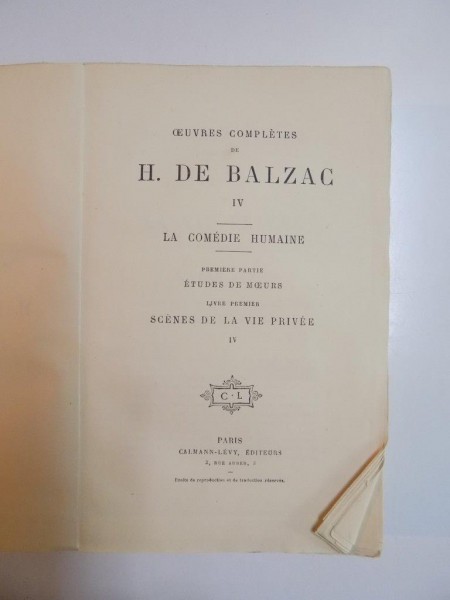 ŒUVRES COMPLÈTES
DE
H. DE BALZAC
IV
LA COMÉDIE HUMAINE
PREMIÈRE PARTIE
ÉTUDES DE MŒURS
LIVRE PREMIER
SCÈNES DE LA VIE PRIVÉE
IV
C·L
PARIS
CALMANN-LÉVY, ÉDITEURS
3, RUE AUBER, 3
Droits de reproduction et de traduction réservés.